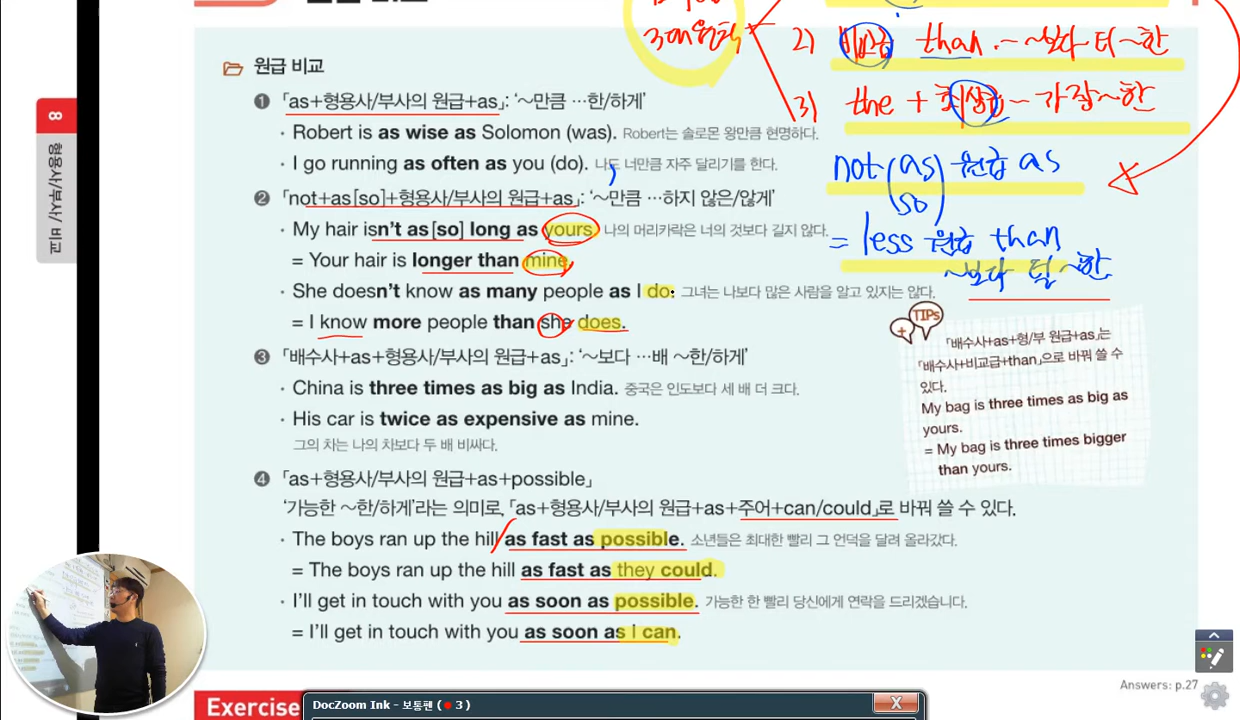 원급 비교
❶ 「as+형용사/부사의 원급+as」: ‘～만큼 …한/하게’
· Robert is as wise as Solomon (was). Robert는 솔로몬 왕만큼 현명하다.
· I go running as often as you (do). 나도 너만큼 자주 달리기를 한다.
❷ 「not+as[so]+형용사/부사의 원급+as」: ‘～만큼 …하지 않은/않게’
· My hair isn’t as[so] long as yours. 나의 머리카락은 너의 것보다 길지 않다.
= Your hair is longer than mine.
· She doesn’t know as many people as I do. 그녀는 나보다 많은 사람을 알고 있지는 않다.
= I know more people than she does.
❸ 「배수사+as+형용사/부사의 원급+as」: ‘～보다 …배 ～한/하게’
· China is three times as big as India. 중국은 인도보다 세 배 더 크다.
· His car is twice as expensive as mine.
그의 차는 나의 차보다 두 배 비싸다.
❹ 「as+형용사/부사의 원급+as+possible」
‘가능한 ～한/하게’라는 의미로, 「as+형용사/부사의 원급+as+주어+can/could」로 바꿔 쓸 수 있다.
· The boys ran up the hill as fast as possible. 소년들은 최대한 빨리 그 언덕을 달려 올라갔다.
= The boys ran up the hill as fast as they could.
· I’ll get in touch with you as soon as possible. 가능한 한 빨리 당신에게 연락을 드리겠습니다.
= I’ll get in touch with you as soon as I can.
2) 비교급 than ~ ~보다 더 ~한
3) the + 최상급 ~ 가장 ~한
not (as) 원급 as
so
= less 원급 than
~보다 덜 ~한
+ TIPs
「배수사+as+형/부 원급+as」는
「배수사+비교급+than」으로 바꿔 쓸 수
있다.
My bag is three times as big as
yours.
= My bag is three times bigger
than yours.
8
형용사/부사/비교
Answers: p.27
Exercise
DocZoom Ink - 보통펜 ( 3 )
X